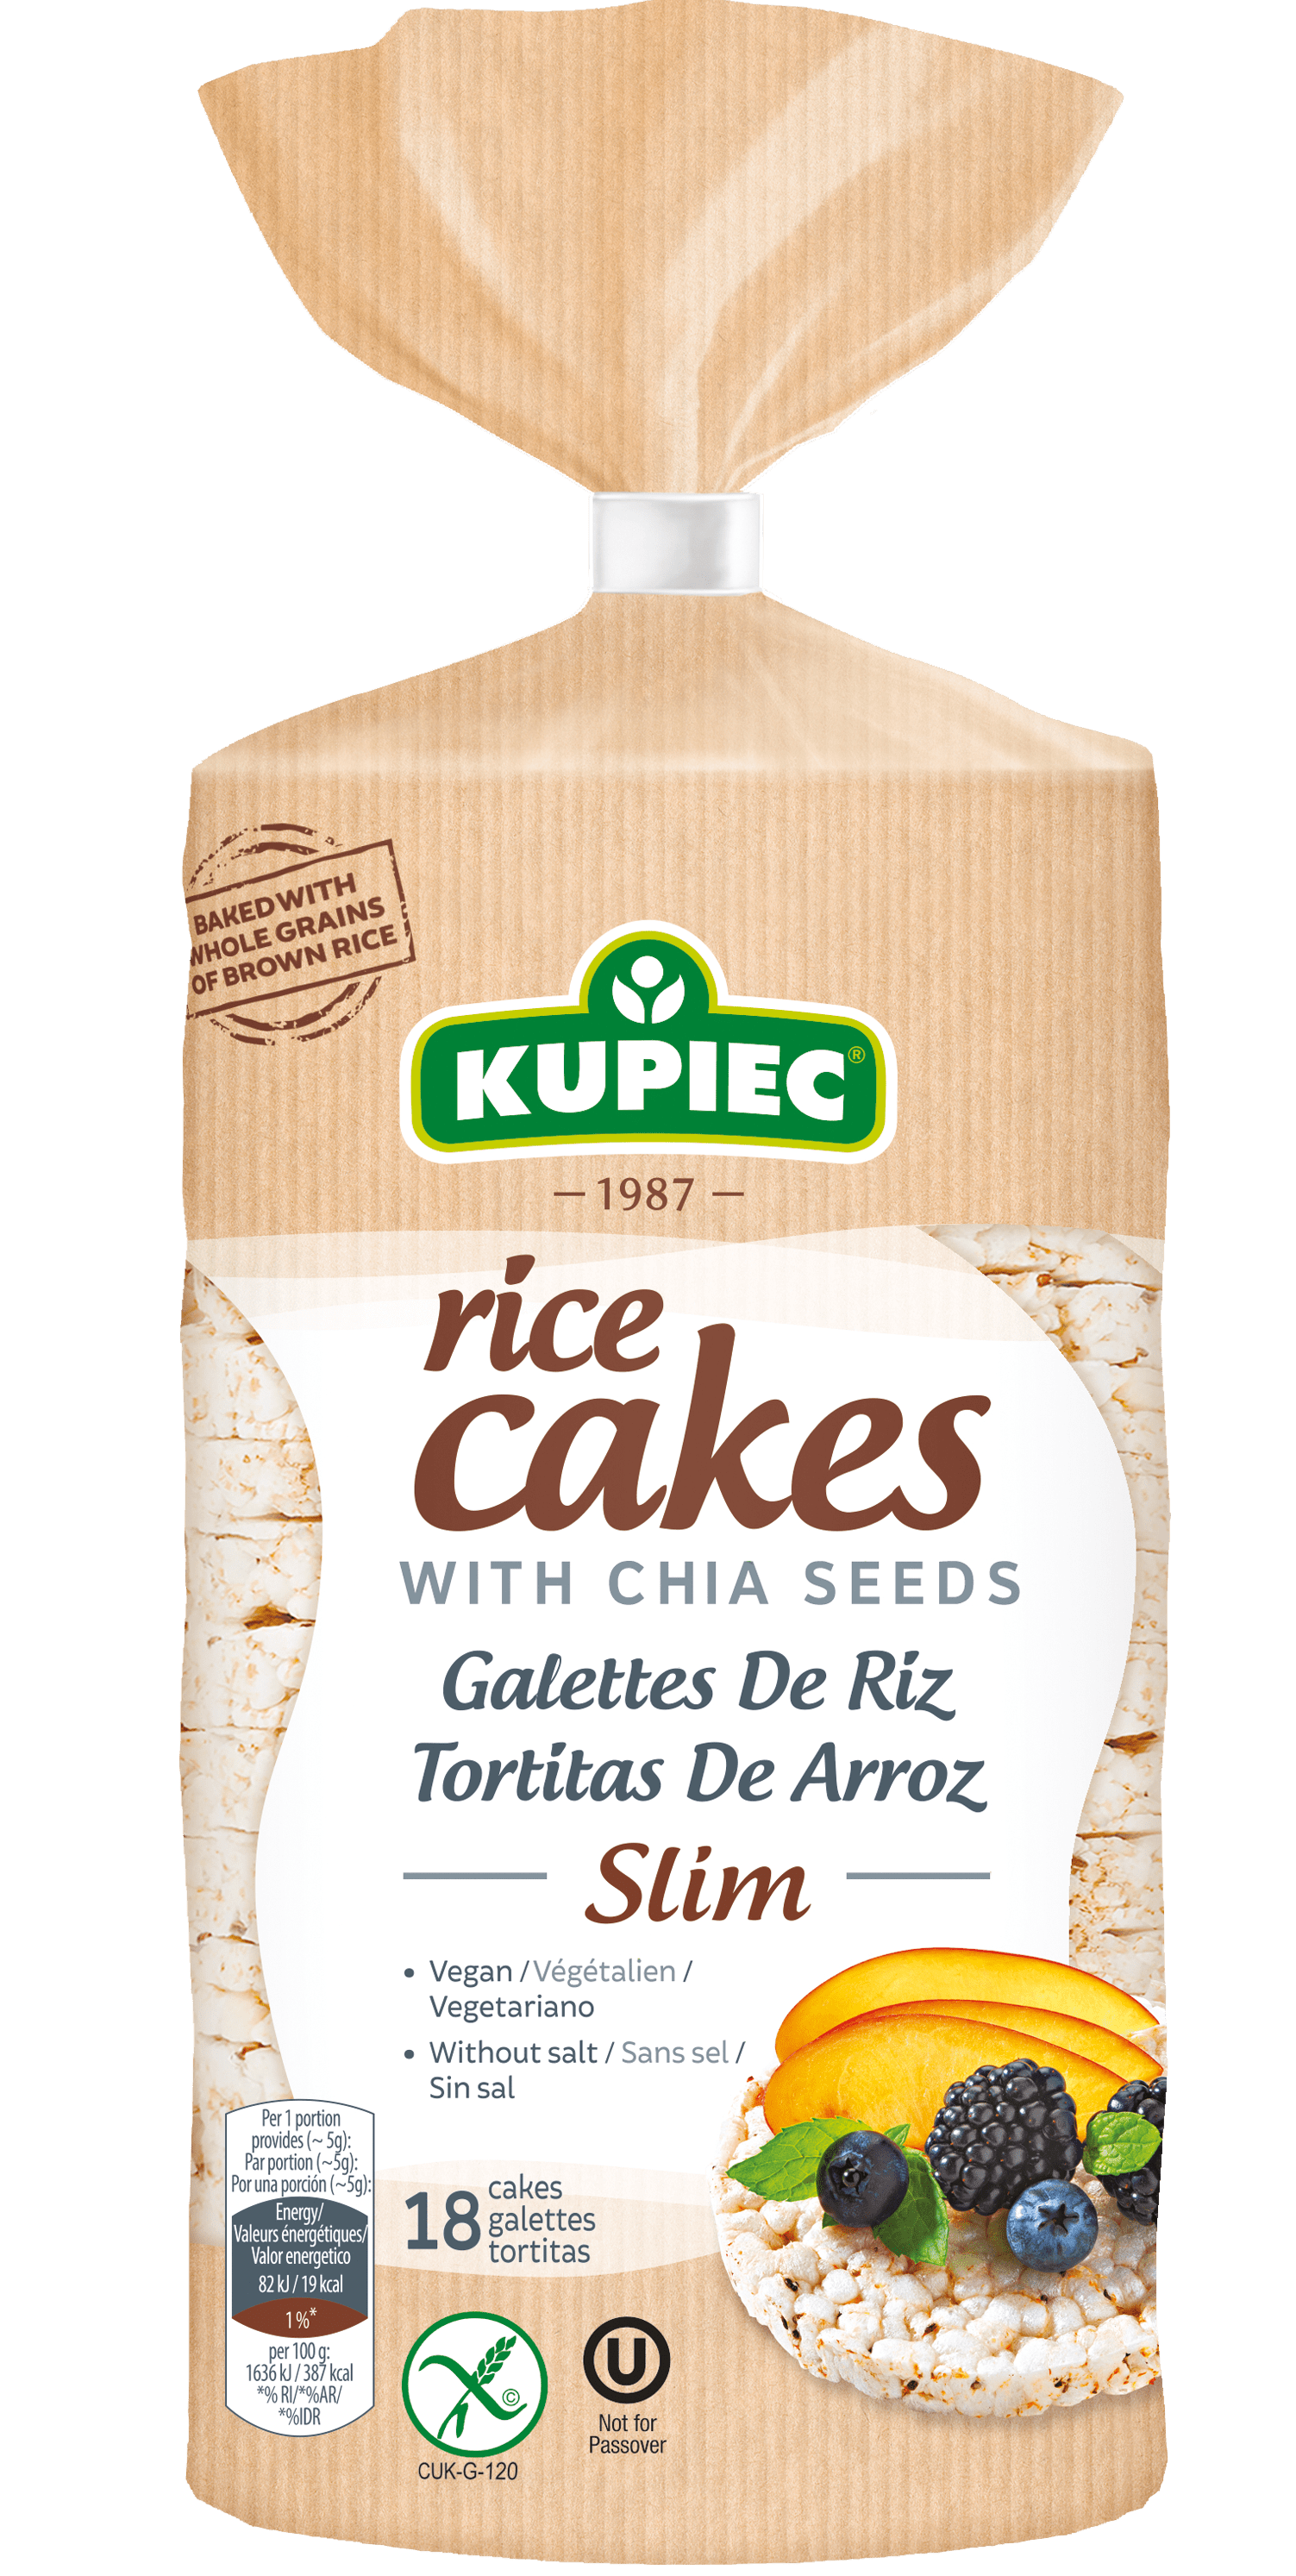 BAKED WITH
WHOLE GRAINS
OF BROWN RICE
KUPIEC®
– 1987 –
rice
cakes
WITH CHIA SEEDS
Galettes De Riz
Tortitas De Arroz
Slim
• Vegan / Végétalien /
Vegetariano
• Without salt / Sans sel /
Sin sal
Per 1 portion
provides (~ 5g):
Par portion (~5g):
Por una porción (~5g):
Energy/
Valeurs énergétiques/
Valor energetico
82 kJ / 19 kcal
1%*
per 100 g:
1636 kJ / 387 kcal
*% RI/*%AR/
*%IDR
18 cakes
galettes
tortitas
©
CUK-G-120
U
Not for
Passover